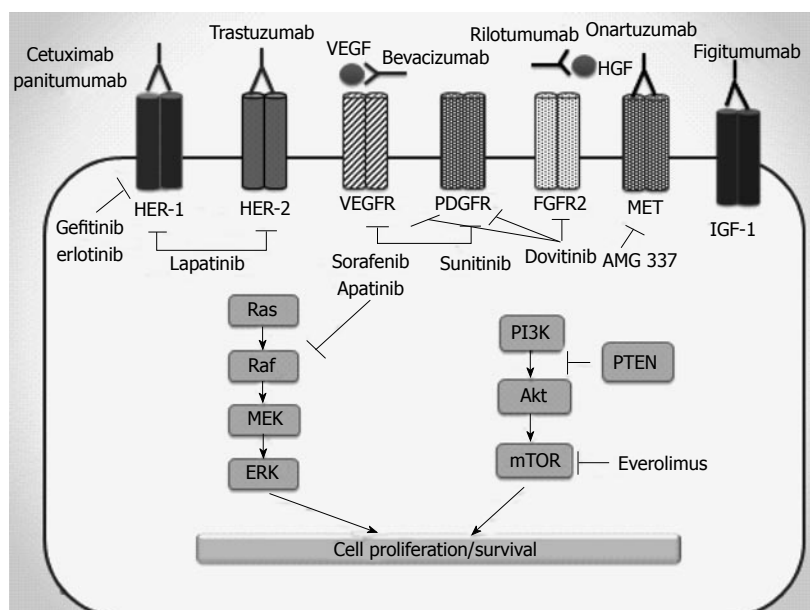 Cetuximab
panitumumab
Trastuzumab
VEGF
Bevacizumab
Rilotumumab
HGF
Onartuzumab
Figitumumab
HER-1
HER-2
VEGFR
PDGFR
FGFR2
MET
IGF-1
Gefitinib
erlotinib
Lapatinib
Sorafenib
Apatinib
Sunitinib
Dovitinib
AMG 337
Ras
Raf
MEK
ERK
PI3K
PTEN
Akt
mTOR
Everolimus
Cell proliferation/survival